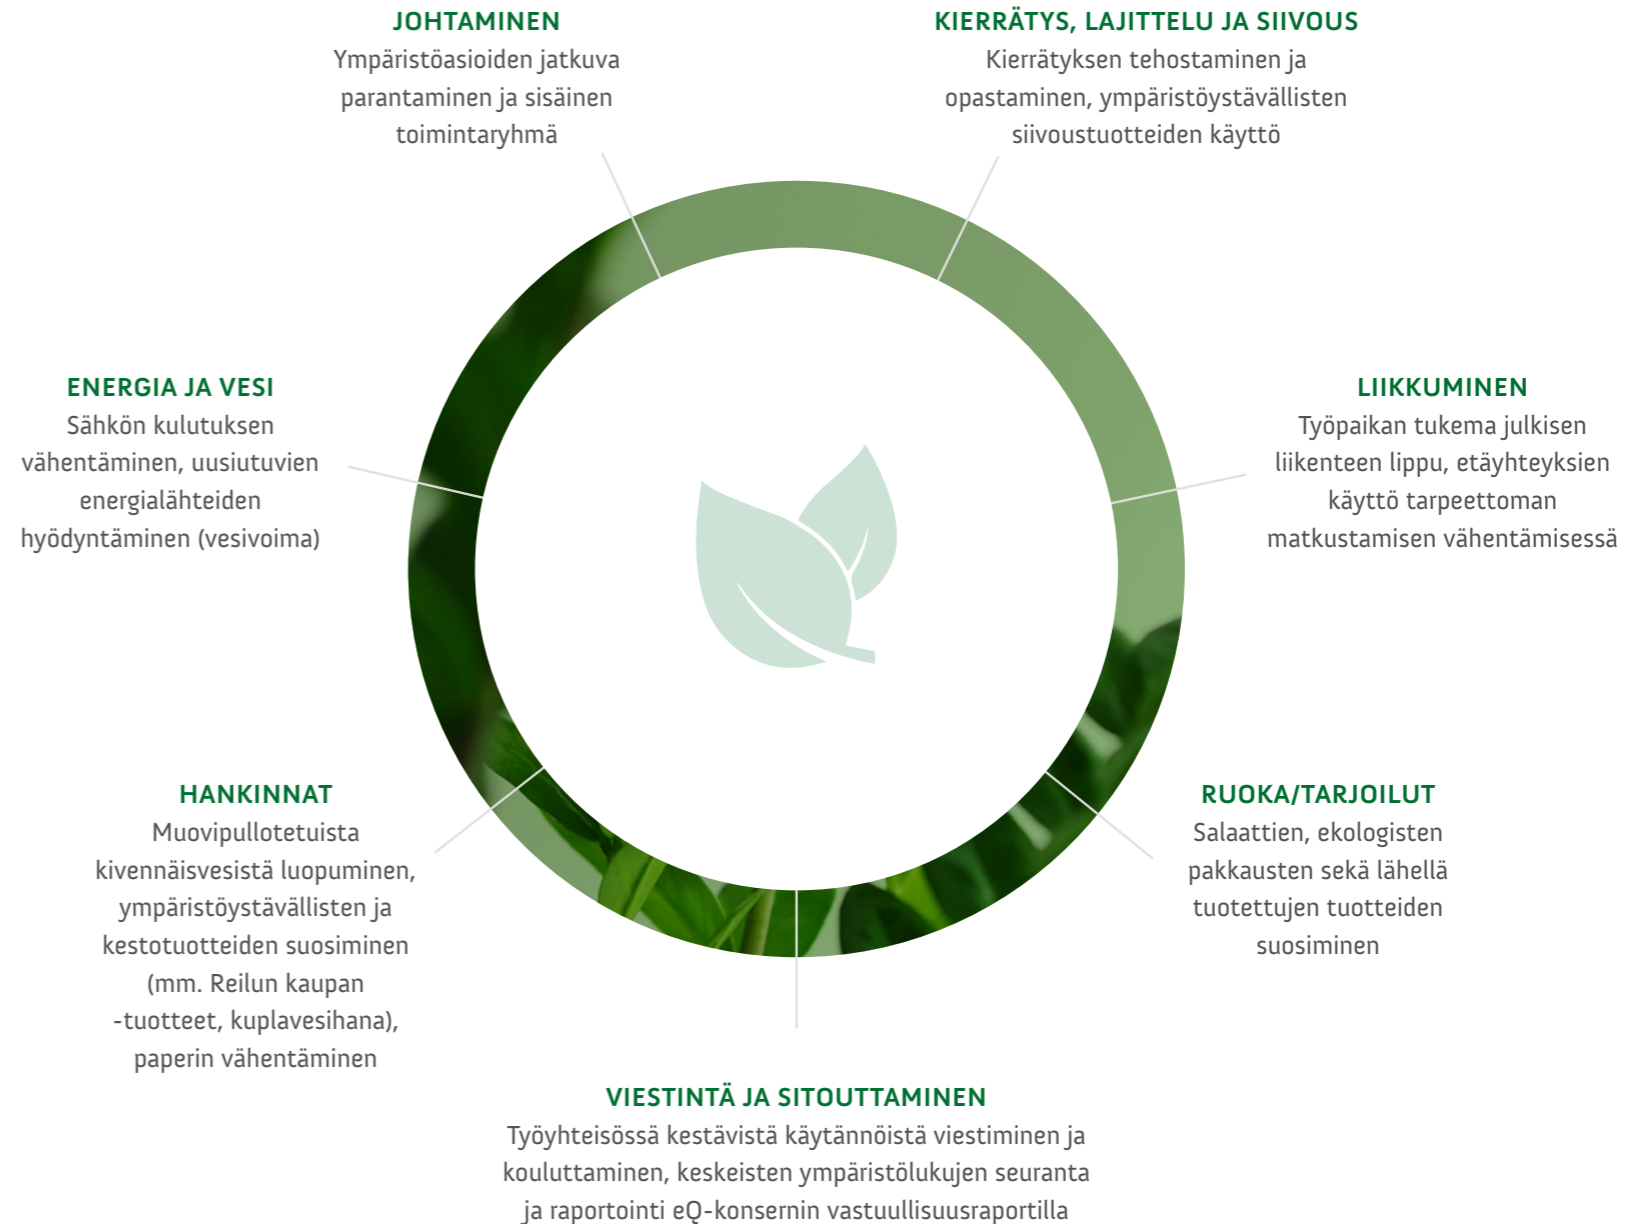 JOHTAMINEN
Ympäristöasioiden jatkuva
parantaminen ja sisäinen
toimintaryhmä
KIERRÄTYS, LAJITTELU JA SIIVOUS
Kierrätyksen tehostaminen ja
opastaminen, ympäristöystävällisten
siivoustuotteiden käyttö
ENERGIA JA VESI
Sähkön kulutuksen
vähentäminen, uusiutuvien
energialähteiden
hyödyntäminen (vesivoima)
LIIKKUMINEN
Työpaikan tukema julkisen
liikenteen lippu, etäyhteyksien
käyttö tarpeettoman
matkustamisen vähentämisessä
HANKINNAT
Muovipullotetuista
kivennäisvesistä luopuminen,
ympäristöystävällisten ja
kestotuotteiden suosiminen
(mm. Reilun kaupan
-tuotteet, kuplavesihana),
paperin vähentäminen
RUOKA/TARJOILUT
Salaattien, ekologisten
pakkausten sekä lähellä
tuotettujen tuotteiden
suosiminen
VIESTINTÄ JA SITOUTTAMINEN
Työyhteisössä kestävistä käytännöistä viestiminen ja
kouluttaminen, keskeisten ympäristölukujen seuranta
ja raportointi eQ-konsernin vastuullisuusraportilla